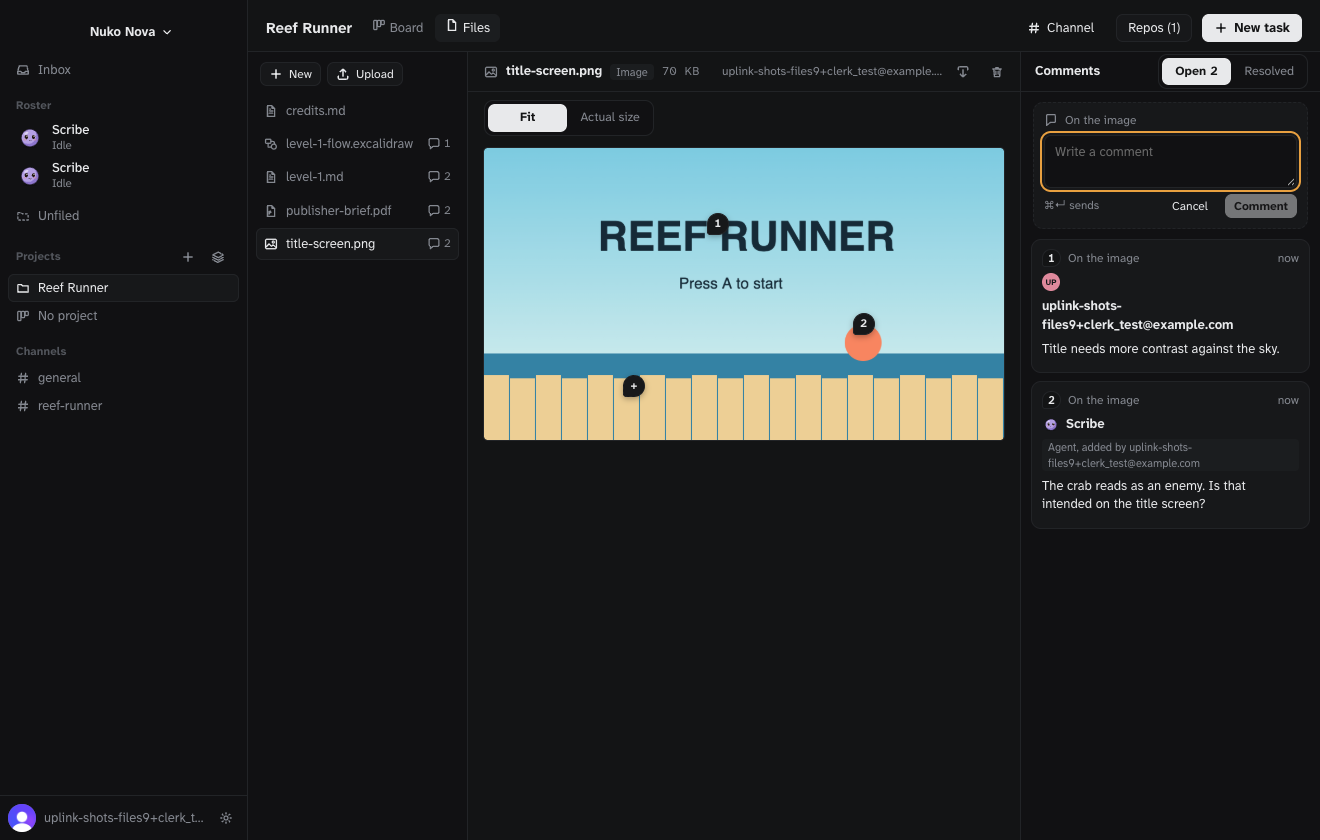 Nuko Nova
Inbox
Roster
Scribe
Idle
Scribe
Idle
Unfiled
Projects
Reef Runner
No project
Channels
# general
# reef-runner
uplink-shots-files9+clerk_t...
Reef Runner
Board
Files
# Channel
Repos (1)
+ New task
+ New
Upload
credits.md
level-1-flow.excalidraw 1
level-1.md 2
publisher-brief.pdf 2
title-screen.png 2
title-screen.png Image 70 KB uplink-shots-files9+clerk_test@example....
Fit
Actual size
REEF RUNNER
1
Press A to start
2
+
Comments
Open 2
Resolved
On the image
Write a comment
⌘↵ sends
Cancel
Comment
1 On the image now
UP
uplink-shots-
files9+clerk_test@example.com
Title needs more contrast against the sky.
2 On the image now
Scribe
Agent, added by uplink-shots-
files9+clerk_test@example.com
The crab reads as an enemy. Is that
intended on the title screen?